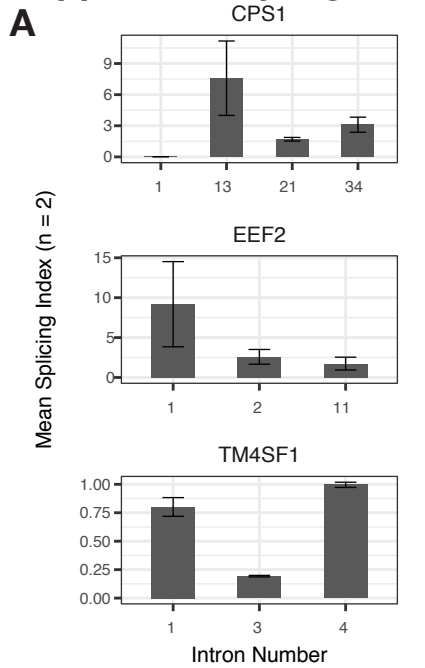 A
CPS1
9
6
3
0
1 13 21 34
EEF2
15
10
5
0
1 2 11
TM4SF1
1.00
0.75
0.50
0.25
0.00
1 3 4
Mean Splicing Index (n = 2)
Intron Number